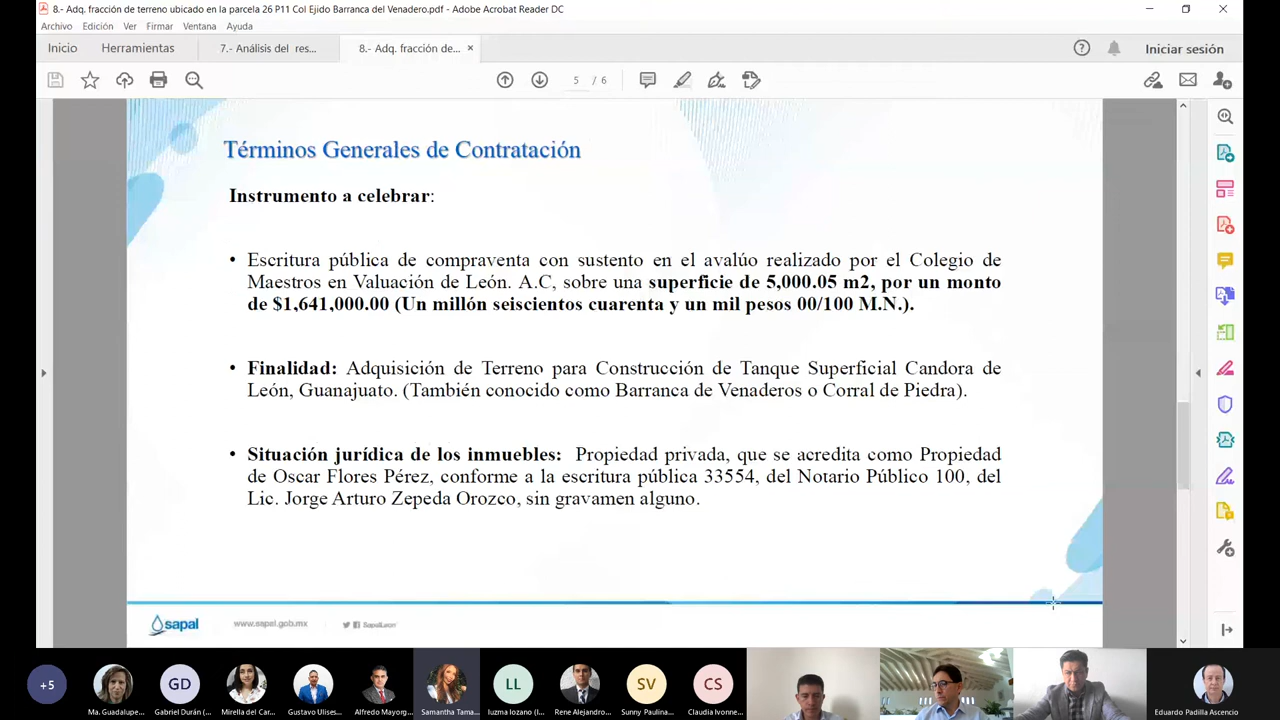 8.- Adq. fracción de terreno ubicado en la parcela 26 P11 Col Ejido Barranca del Venadero.pdf - Adobe Acrobat Reader DC
Archivo Edición Ver Firmar Ventana Ayuda
Inicio Herramientas 7.- Análisis del res... 8.- Adq. fracción de... × Iniciar sesión
5 / 6
Términos Generales de Contratación
Instrumento a celebrar:
• Escritura pública de compraventa con sustento en el avalúo realizado por el Colegio de
Maestros en Valuación de León. A.C, sobre una superficie de 5,000.05 m2, por un monto
de $1,641,000.00 (Un millón seiscientos cuarenta y un mil pesos 00/100 M.N.).
• Finalidad: Adquisición de Terreno para Construcción de Tanque Superficial Candora de
León, Guanajuato. (También conocido como Barranca de Venaderos o Corral de Piedra).
• Situación jurídica de los inmuebles: Propiedad privada, que se acredita como Propiedad
de Oscar Flores Pérez, conforme a la escritura pública 33554, del Notario Público 100, del
Lic. Jorge Arturo Zepeda Orozco, sin gravamen alguno.
sapal www.sapal.gob.mx SapalLeon
+5 GD LL SV CS
Ma. Guadalupe... Gabriel Durán (... Mirella del Car... Gustavo Ulises... Alfredo Mayorg... Samantha Tama... luzma lozano (I... Rene Alejandro... Sunny Paulina... Claudia Ivonne... Eduardo Padilla Ascencio